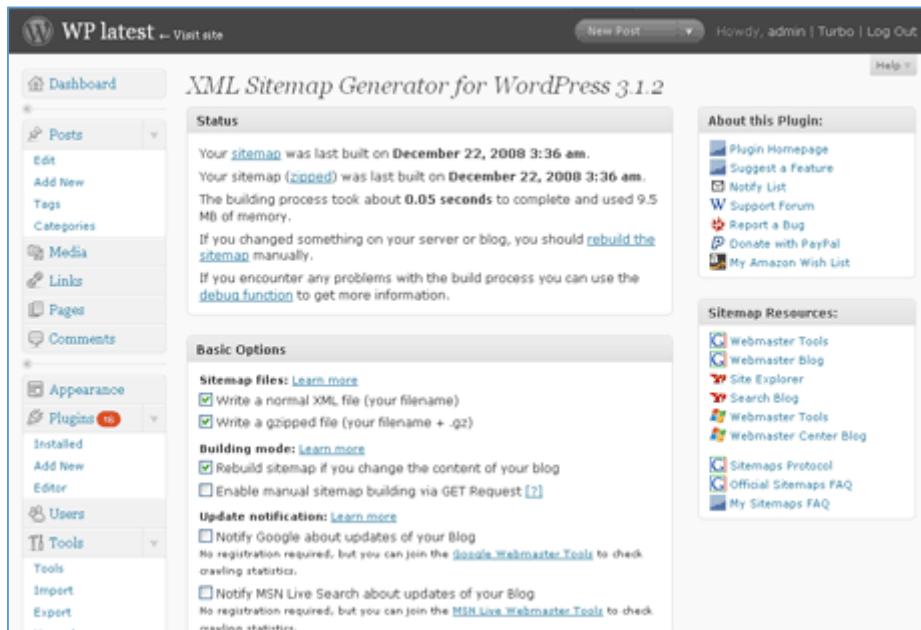 WP latest ← Visit site
New Post
Howdy, admin | Turbo | Log Out
Help
Dashboard
Posts
Edit
Add New
Tags
Categories
Media
Links
Pages
Comments
Appearance
Plugins
Installed
Add New
Editor
Users
Tools
Tools
Import
Export
XML Sitemap Generator for WordPress 3.1.2
Status
Your sitemap was last built on December 22, 2008 3:36 am.
Your sitemap (zipped) was last built on December 22, 2008 3:36 am.
The building process took about 0.05 seconds to complete and used 9.5
MB of memory.
If you changed something on your server or blog, you should rebuild the
sitemap manually.
If you encounter any problems with the build process you can use the
debug function to get more information.
Basic Options
Sitemap files: Learn more
Write a normal XML file (your filename)
Write a gzipped file (your filename + .gz)
Building mode: Learn more
Rebuild sitemap if you change the content of your blog
Enable manual sitemap building via GET Request [?]
Update notification: Learn more
Notify Google about updates of your Blog
No registration required, but you can join the Google Webmaster Tools to check
crawling statistics.
Notify MSN Live Search about updates of your Blog
No registration required, but you can join the MSN Live Webmaster Tools to check
crawling statistics.
About this Plugin:
Plugin Homepage
Suggest a Feature
Notify List
Support Forum
Report a Bug
Donate with PayPal
My Amazon Wish List
Sitemap Resources:
Webmaster Tools
Webmaster Blog
Site Explorer
Search Blog
Webmaster Tools
Webmaster Center Blog
Sitemaps Protocol
Official Sitemaps FAQ
My Sitemaps FAQ